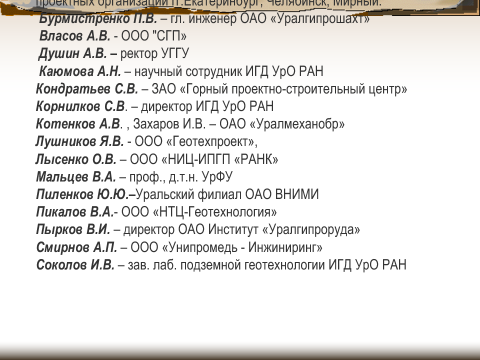 проектных организаций гг.Екатеринбург, Челябинск, Мирный.
Бурмистренко П.В. – гл. инженер ОАО «Уралгипрошахт»
Власов А.В. - ООО "СГП»
Душин А.В. – ректор УГГУ
Каюмова А.Н. – научный сотрудник ИГД УрО РАН
Кондратьев С.В. – ЗАО «Горный проектно-строительный центр»
Корнилков С.В. – директор ИГД УрО РАН
Котенков А.В. , Захаров И.В. – ОАО «Уралмеханобр»
Лушников Я.В. - ООО «Геотехпроект»,
Лысенко О.В. – ООО «НИЦ-ИПГП «РАНК»
Мальцев В.А. – проф., д.т.н. УрФУ
Пиленков Ю.Ю.–Уральский филиал ОАО ВНИМИ
Пикалов В.А.- ООО «НТЦ-Геотехнология»
Пырков В.И. – директор ОАО Институт «Уралгипроруда»
Смирнов А.П. – ООО «Унипромедь - Инжиниринг»
Соколов И.В. – зав. лаб. подземной геотехнологии ИГД УрО РАН